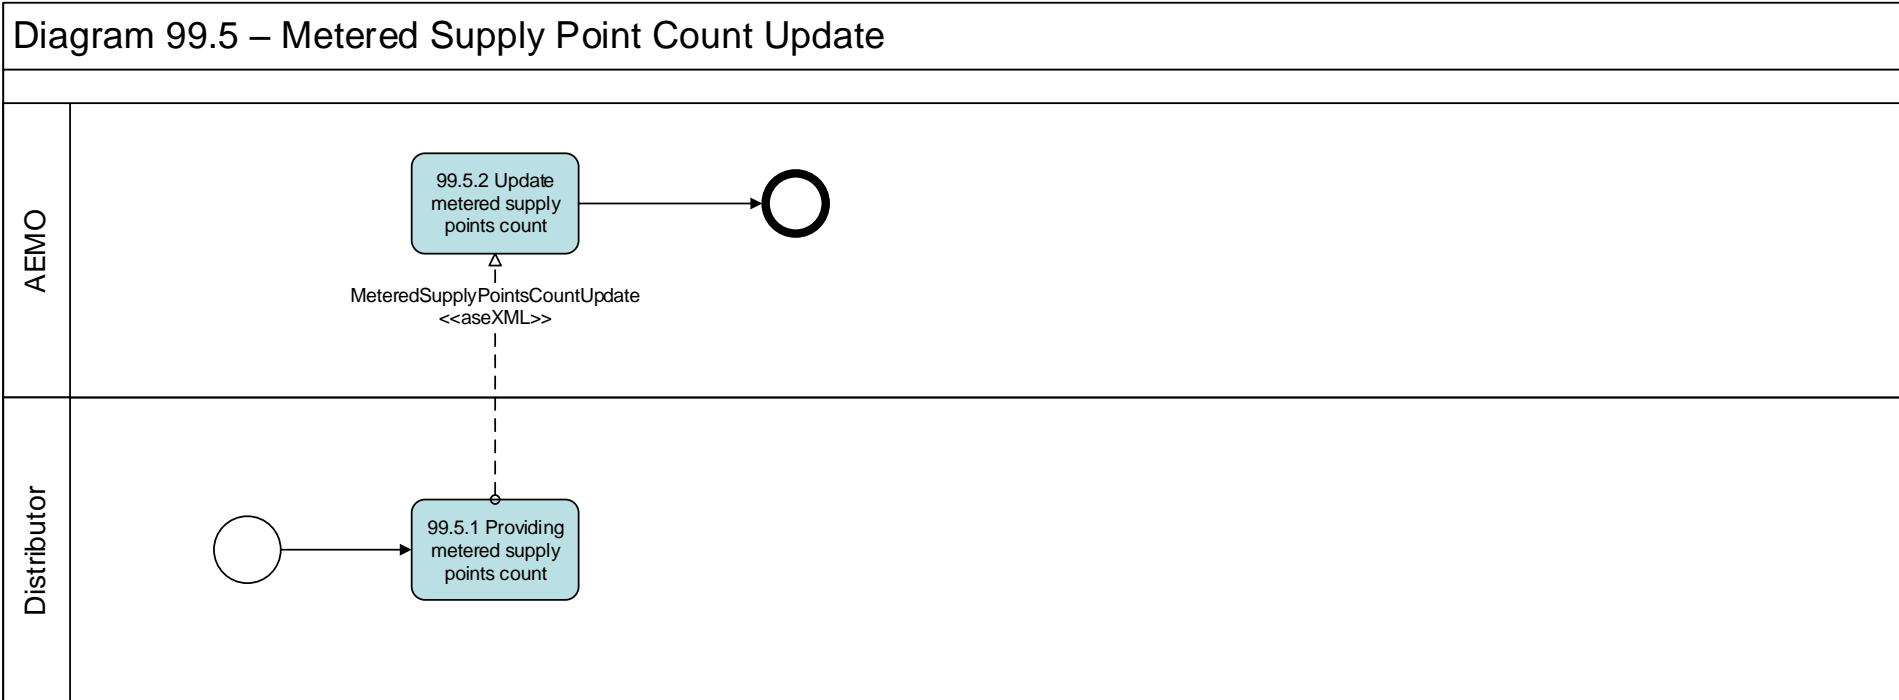 Diagram 99.5 – Metered Supply Point Count Update
AEMO
99.5.2 Update
metered supply
points count
MeteredSupplyPointsCountUpdate
<<aseXML>>
Distributor
99.5.1 Providing
metered supply
points count